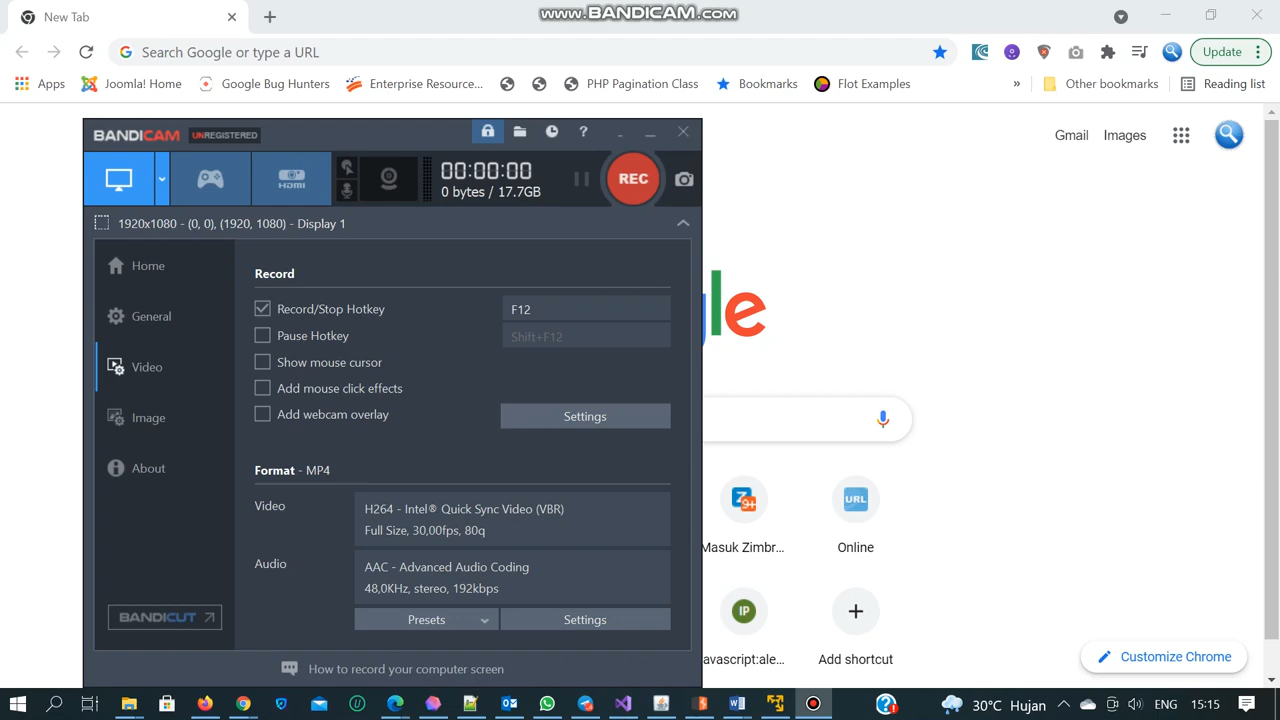 New Tab
www.BANDICAM.com
Search Google or type a URL
Update
Apps
Joomla! Home
Google Bug Hunters
Enterprise Resource...
PHP Pagination Class
Bookmarks
Flot Examples
»
Other bookmarks
Reading list
Gmail
Images
BANDICAM
UNREGISTERED
?
HDMI
00:00:00
0 bytes / 17.7GB
REC
1920x1080 - (0, 0), (1920, 1080) - Display 1
Home
General
Video
Image
About
BANDICUT
Record
Record/Stop Hotkey
F12
Pause Hotkey
Shift+F12
Show mouse cursor
Add mouse click effects
Add webcam overlay
Settings
Format - MP4
Video
H264 - Intel® Quick Sync Video (VBR)
Full Size, 30,00fps, 80q
Audio
AAC - Advanced Audio Coding
48,0KHz, stereo, 192kbps
Presets
Settings
How to record your computer screen
gle
Z 9+
Masuk Zimbr...
URL
Online
IP
avascript:ale...
Add shortcut
Customize Chrome
30°C Hujan
ENG
15:15